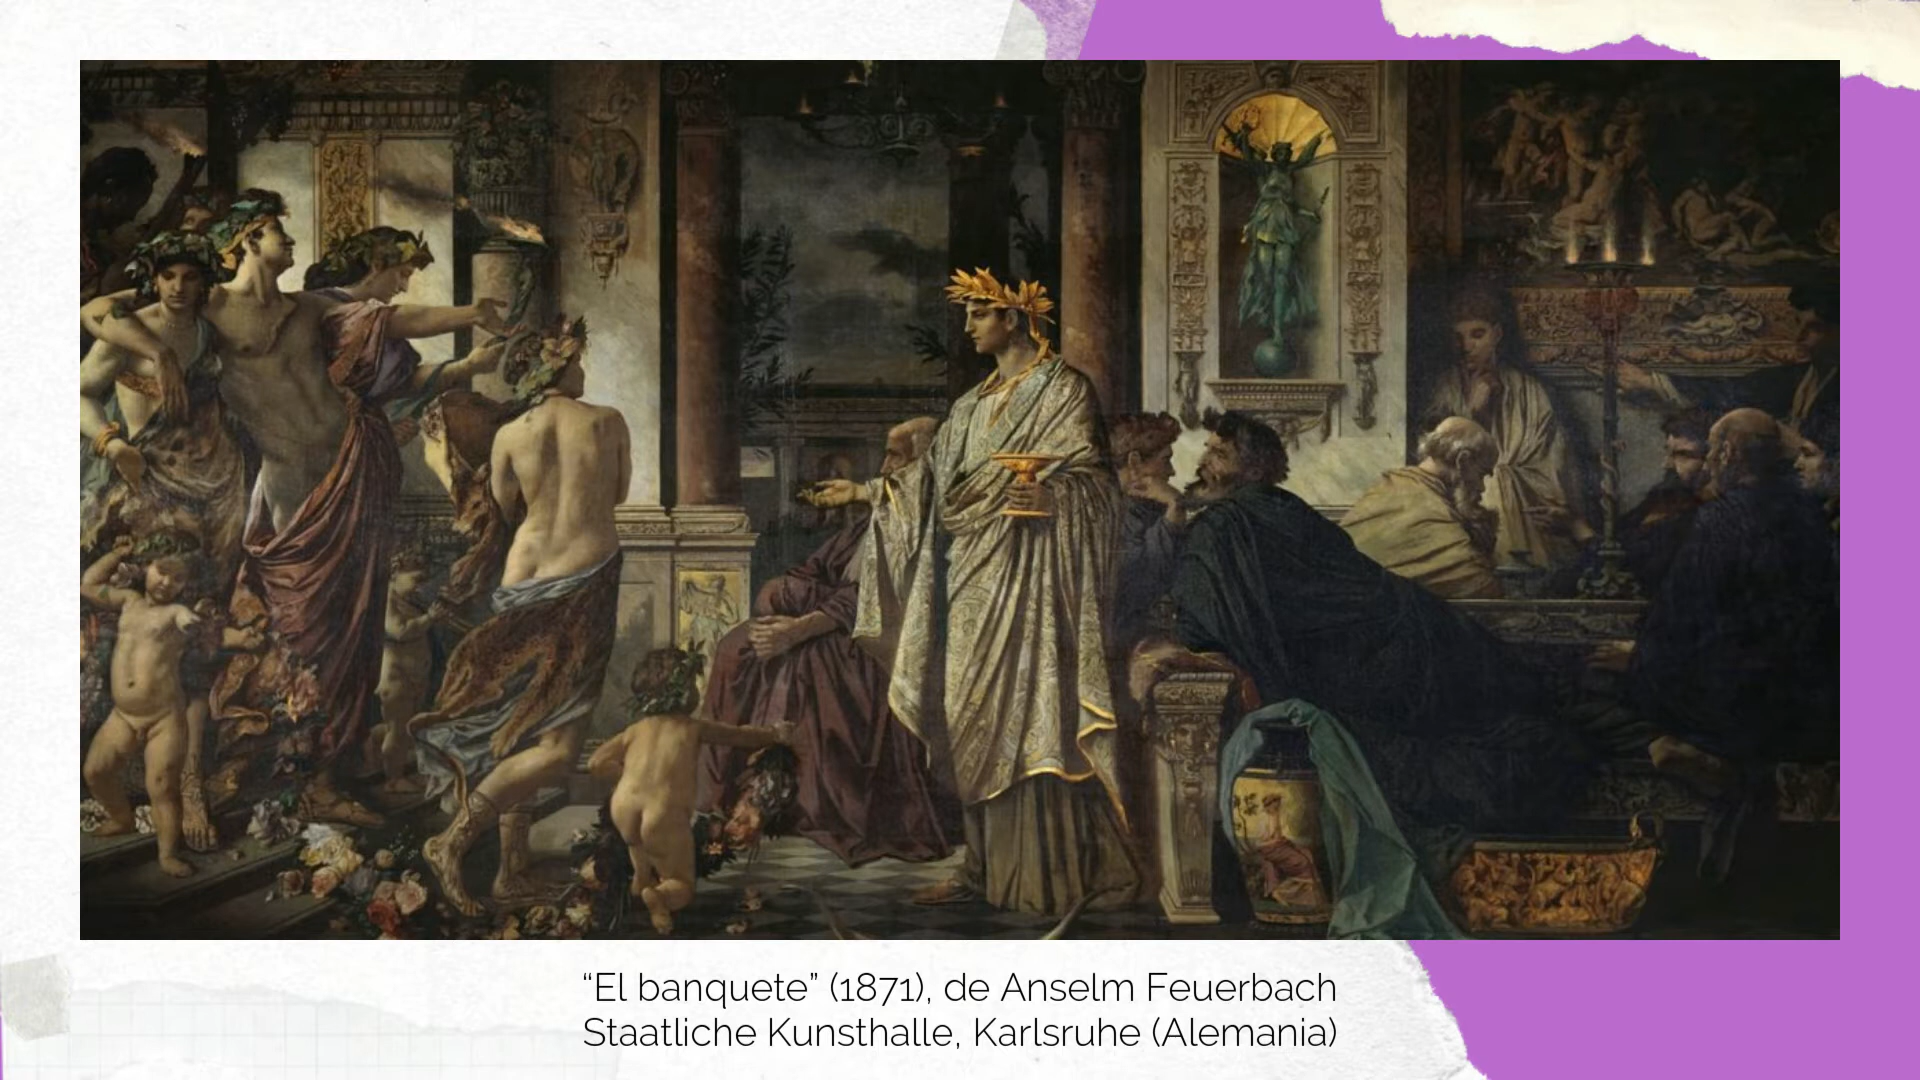 “El banquete” (1871), de Anselm Feuerbach
Staatliche Kunsthalle, Karlsruhe (Alemania)